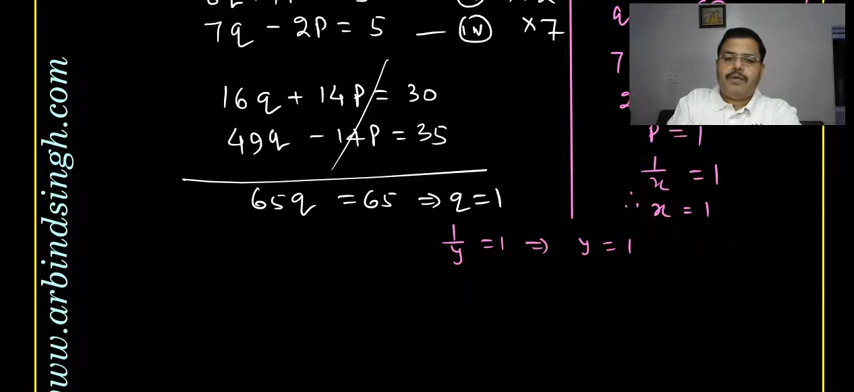 7q - 2P = 5 — (iv) ×7
16q + 14P = 30
49q - 14P = 35
65q = 65 ⇒ q = 1
1/y = 1 ⇒ y = 1
q
7
2
P = 1
1/x = 1
∴ x = 1
www.arbindsingh.com